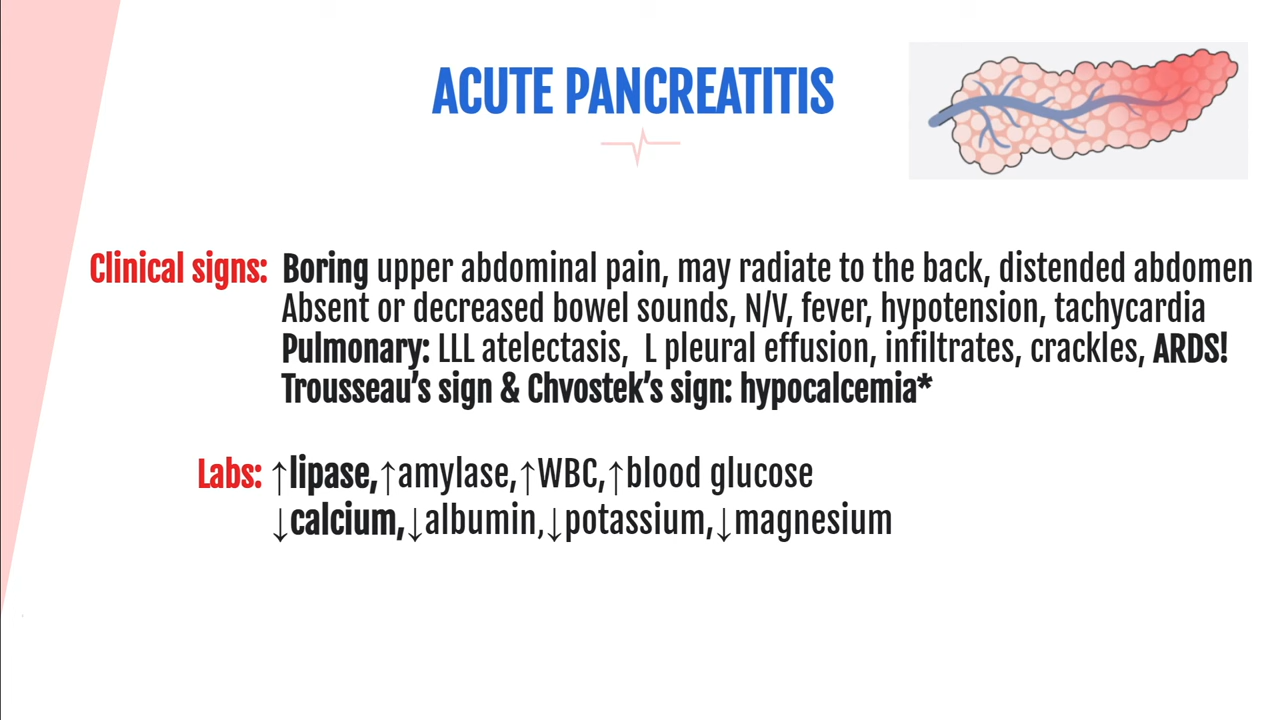 ACUTE PANCREATITIS
Clinical signs: Boring upper abdominal pain, may radiate to the back, distended abdomen
Absent or decreased bowel sounds, N/V, fever, hypotension, tachycardia
Pulmonary: LLL atelectasis, L pleural effusion, infiltrates, crackles, ARDS!
Trousseau’s sign & Chvostek’s sign: hypocalcemia*
Labs: ↑lipase,↑amylase,↑WBC,↑blood glucose
↓calcium,↓albumin,↓potassium,↓magnesium